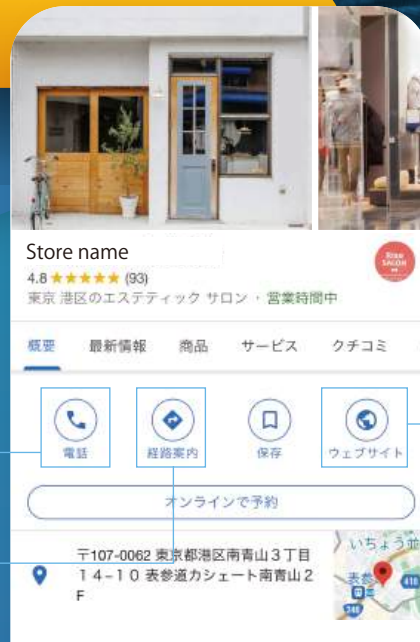 Store name
4.8 ★★★★★ (93)
東京 港区のエステティック サロン・営業時間中
概要 最新情報 商品 サービス クチコミ
電話 経路案内 保存 ウェブサイト
オンラインで予約
〒107-0062 東京都港区南青山３丁目
１４−１０ 表参道カシェート南青山２
F
いちょう並
表参